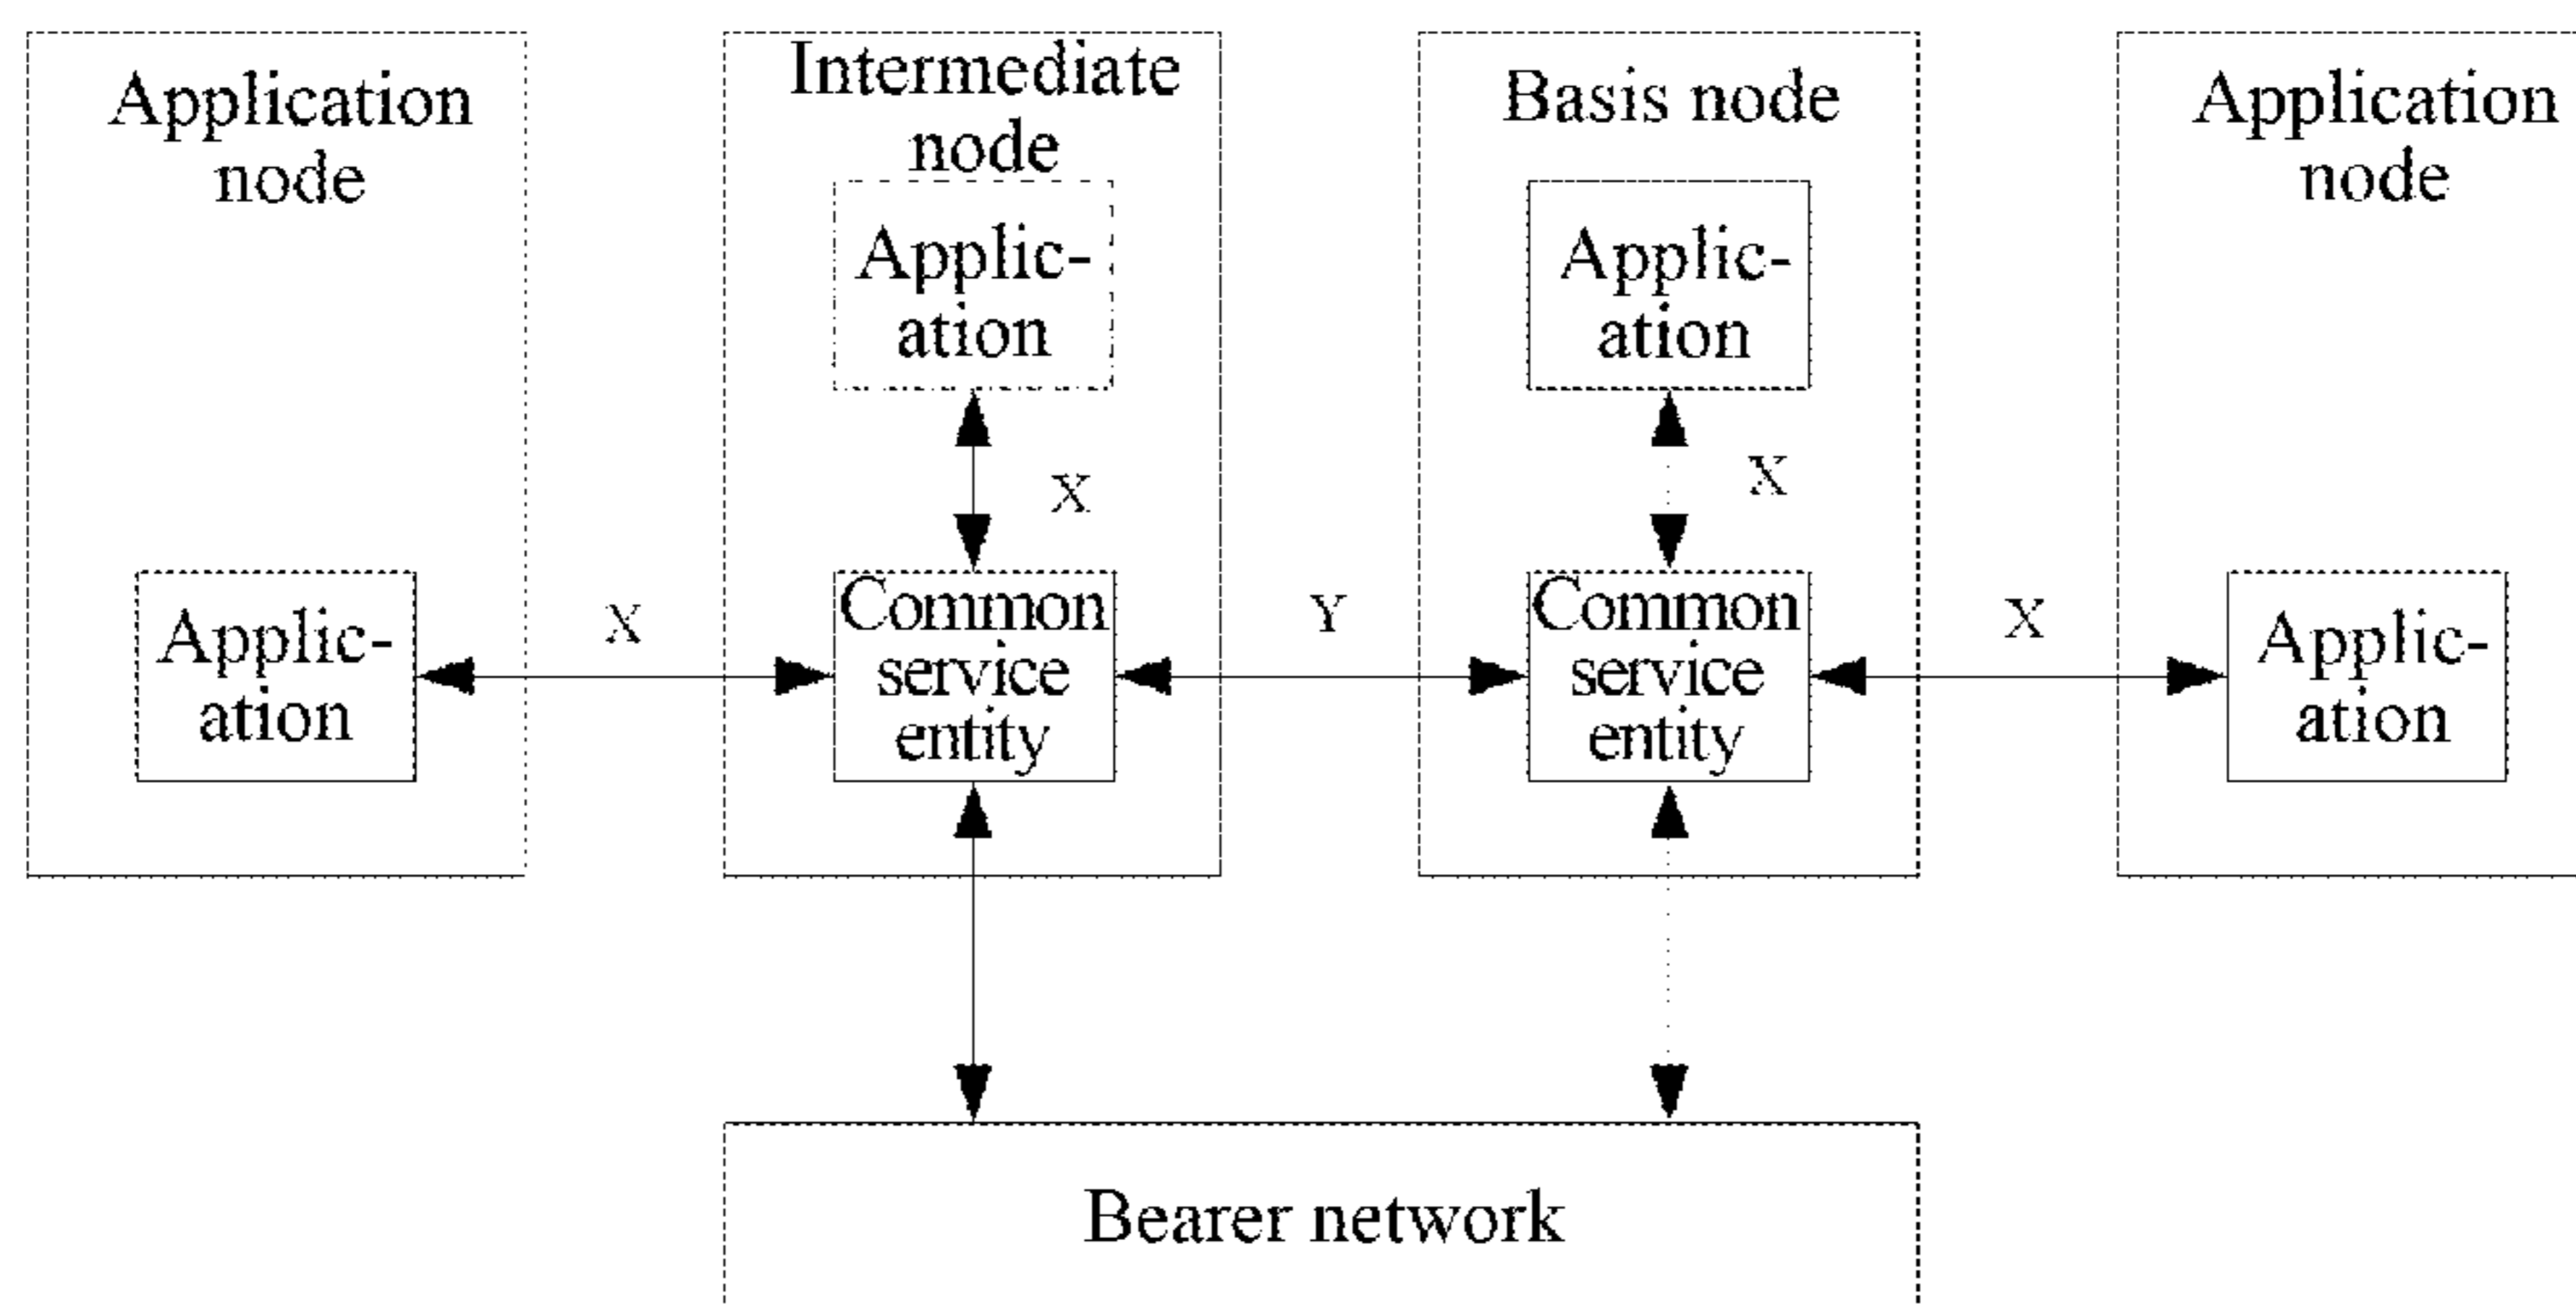 Application
node
Intermediate
node
Basis node
Application
node
Applic-
ation
Applic-
ation
X
X
Applic-
ation
X
Common
service
entity
Y
Common
service
entity
X
Applic-
ation
Bearer network